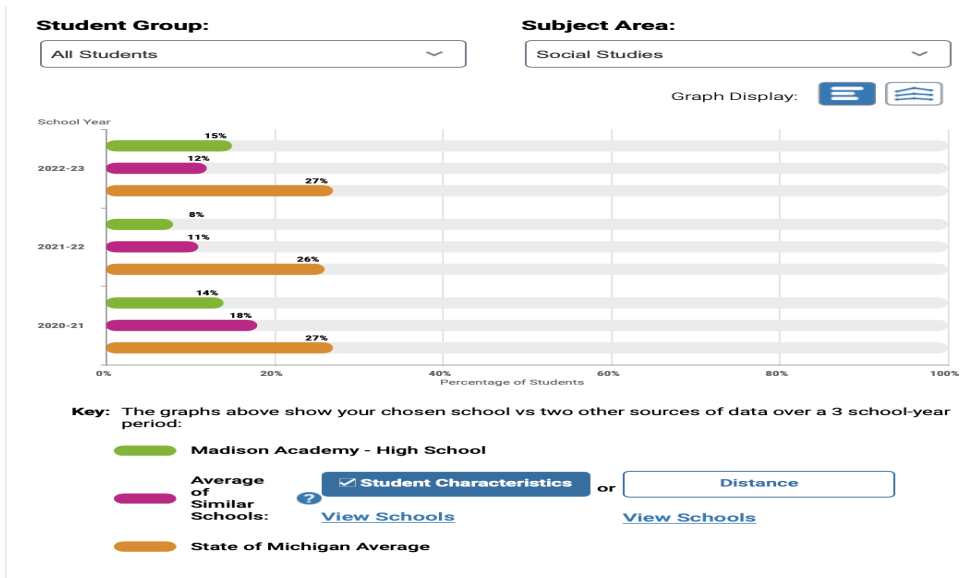 Student Group:
Subject Area:
All Students
Social Studies
Graph Display:
School Year
15%
2022-23
12%
27%
8%
2021-22
11%
26%
14%
2020-21
18%
27%
0%
20%
40%
60%
80%
100%
Percentage of Students
Key: The graphs above show your chosen school vs two other sources of data over a 3 school-year
period:
Madison Academy - High School
Average
of
Similar
Schools:
?
Student Characteristics
or
Distance
View Schools
View Schools
State of Michigan Average